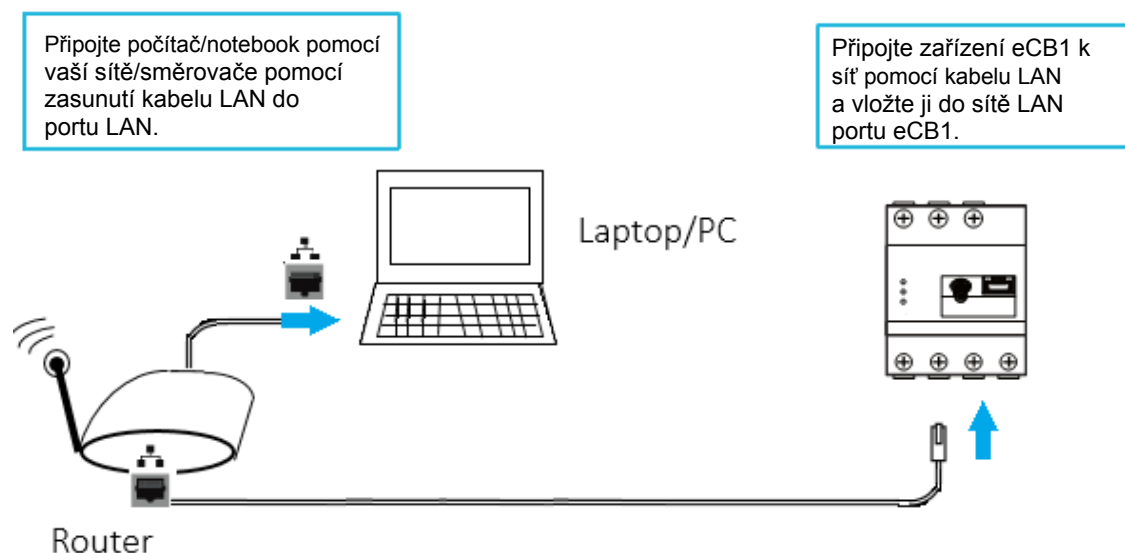 Připojte počítač/notebook pomocí
vaší sítě/směrovače pomocí
zasunutí kabelu LAN do
portu LAN.
Připojte zařízení eCB1 k
síť pomocí kabelu LAN
a vložte ji do sítě LAN
portu eCB1.
Laptop/PC
Router